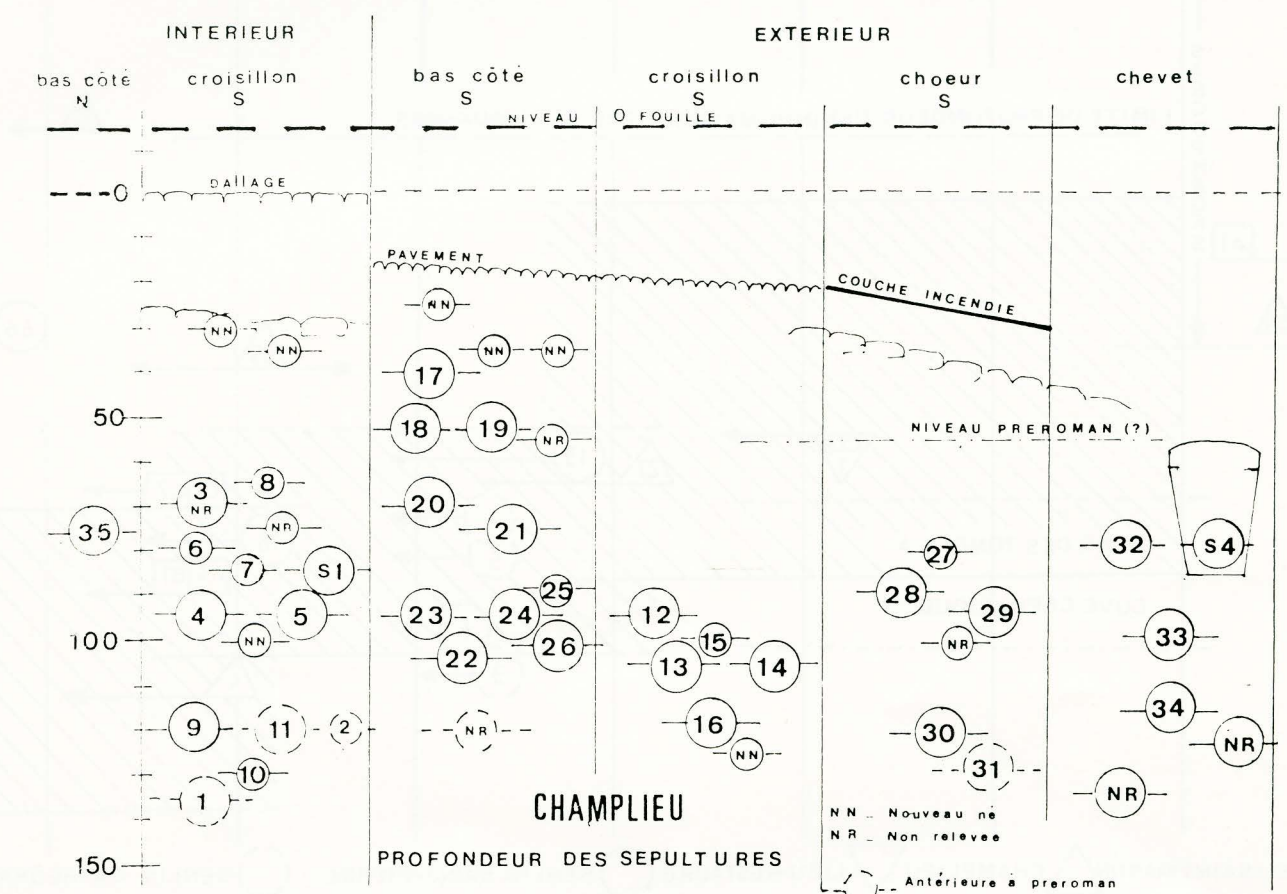 INTERIEUR EXTERIEUR
bas côté croisillon bas côté croisillon choeur chevet
N S S S S
NIVEAU O FOUILLE
DALLAGE
0
PAVEMENT
COUCHE INCENDIE
NN
NN
NN
NN NN
17
50
18 19 NR
NIVEAU PREROMAN (?)
3 NR 8
20
35 NR 21
6 27 32 S4
7 S1 28
25
4 5 23 24 12 29
100 NN 26 15 NR 33
22 13 14
34
9 11 2 NR 16 30 NR
NN
10 31
1 NR
CHAMPLIEU
NN _ Nouveau né
NR _ Non relevée
150 PROFONDEUR DES SEPULTURES
Antérieure a preroman